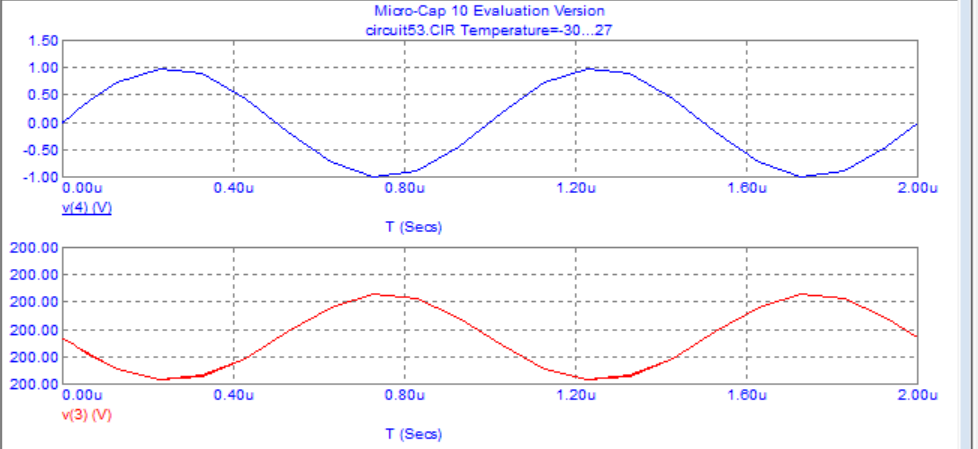 Micro-Cap 10 Evaluation Version
circuit53.CIR Temperature=-30...27
1.50
1.00
0.50
0.00
-0.50
-1.00
0.00u 0.40u 0.80u 1.20u 1.60u 2.00u
v(4) (V)
T (Secs)
200.00
200.00
200.00
200.00
200.00
200.00
0.00u 0.40u 0.80u 1.20u 1.60u 2.00u
v(3) (V)
T (Secs)